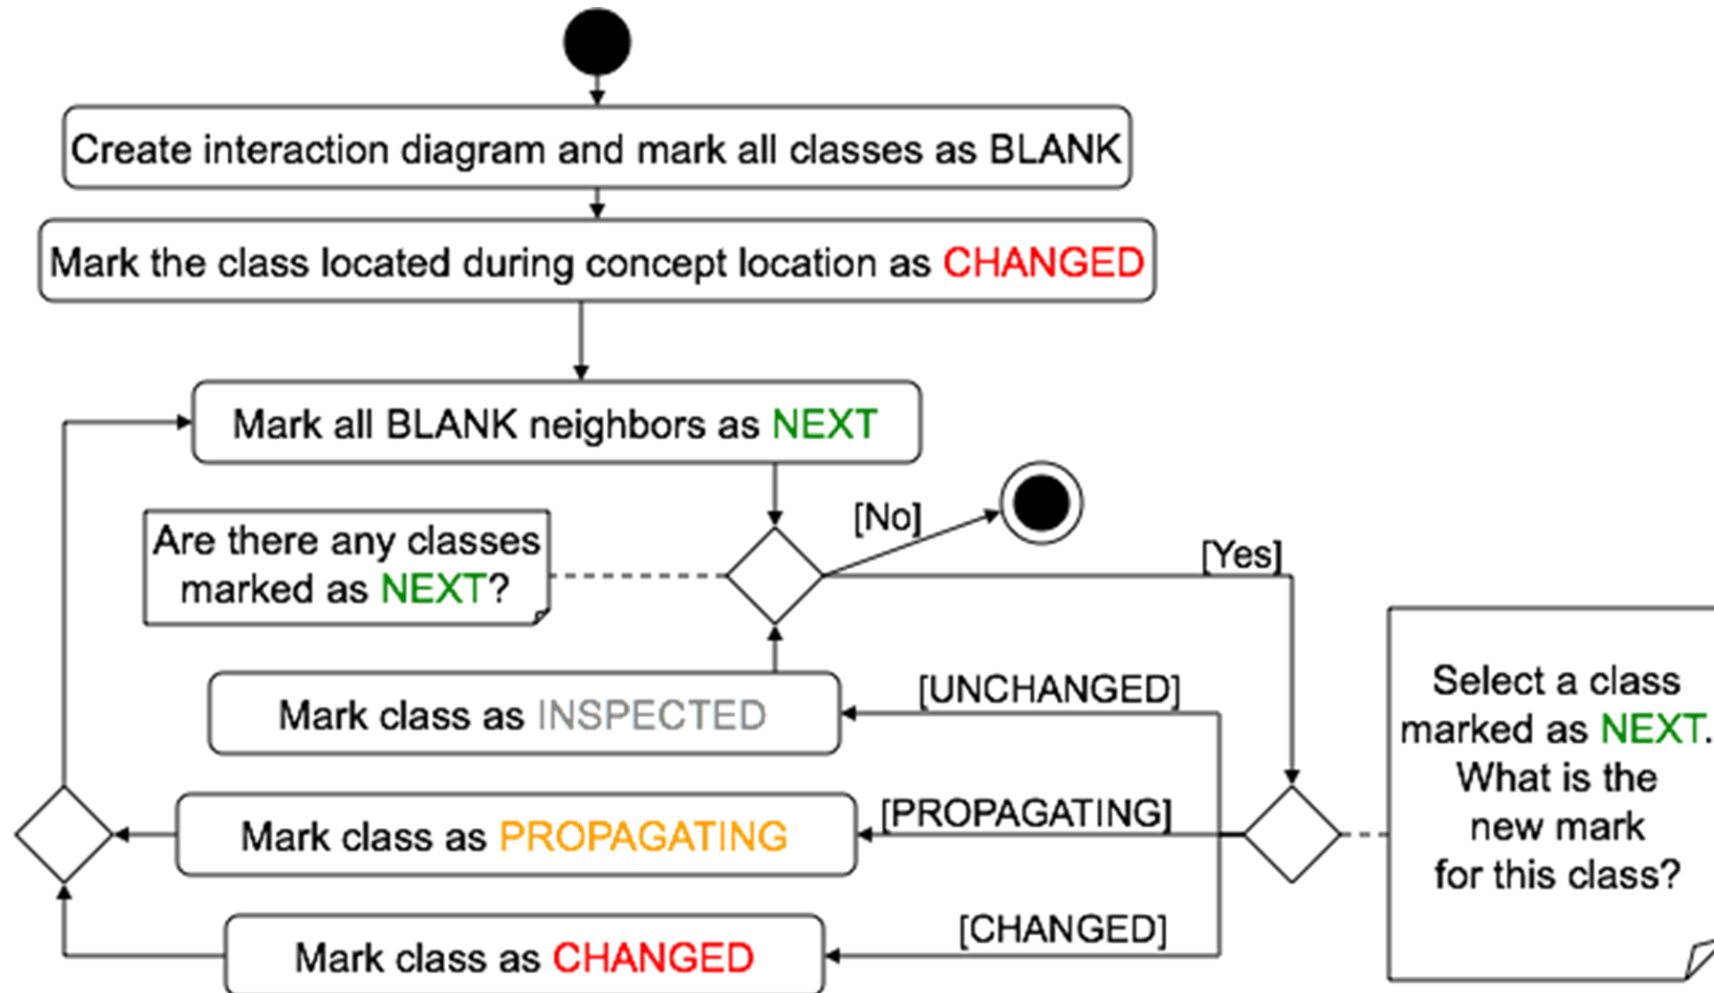 Create interaction diagram and mark all classes as BLANK
Mark the class located during concept location as CHANGED
Mark all BLANK neighbors as NEXT
[No]
Are there any classes
marked as NEXT?
[Yes]
Mark class as INSPECTED
[UNCHANGED]
Mark class as PROPAGATING
[PROPAGATING]
Mark class as CHANGED
[CHANGED]
Select a class
marked as NEXT.
What is the
new mark
for this class?